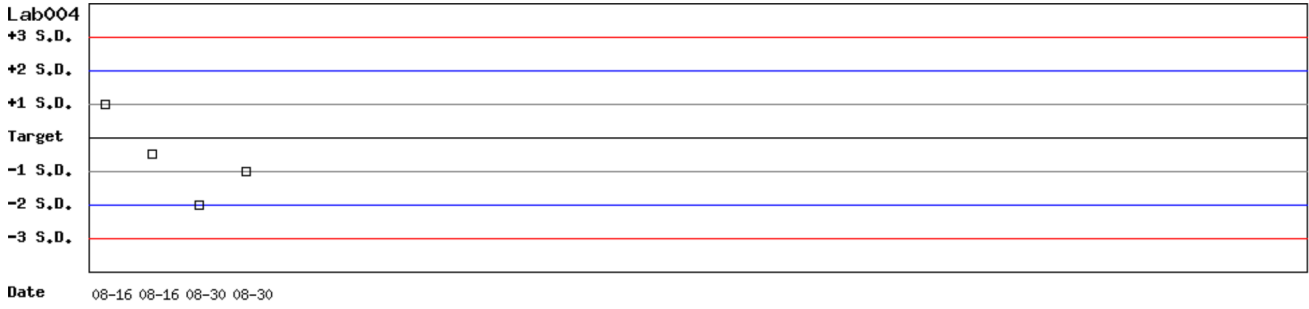 Lab004
+3 S.D.
+2 S.D.
+1 S.D.
Target
-1 S.D.
-2 S.D.
-3 S.D.
Date 08-16 08-16 08-30 08-30